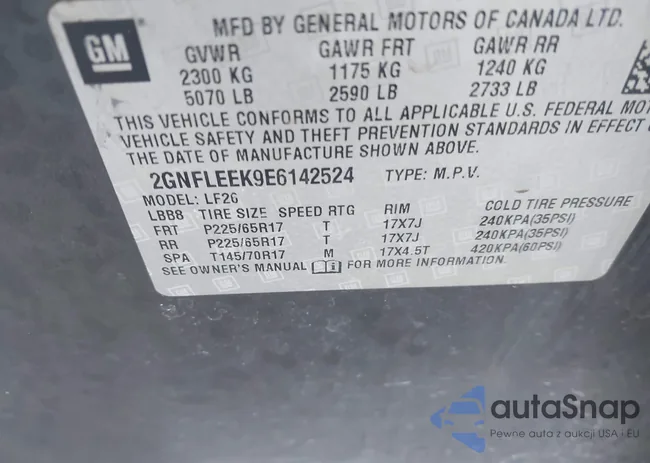 GM
MFD BY GENERAL MOTORS OF CANADA LTD.
GVWR GAWR FRT GAWR RR
2300 KG 1175 KG 1240 KG
5070 LB 2590 LB 2733 LB
THIS VEHICLE CONFORMS TO ALL APPLICABLE U.S. FEDERAL MO
VEHICLE SAFETY AND THEFT PREVENTION STANDARDS IN EFFECT
THE DATE OF MANUFACTURE SHOWN ABOVE.
2GNFLEEK9E6142524 TYPE: M.P.V.
MODEL: LF26
LBB8 TIRE SIZE SPEED RTG RIM COLD TIRE PRESSURE
FRT P225/65R17 T 17X7J 240KPA(35PSI)
RR P225/65R17 T 17X7J 240KPA(35PSI)
SPA T145/70R17 M 17X4.5T 420KPA(60PSI)
SEE OWNER'S MANUAL FOR MORE INFORMATION.
autaSnap
Pewne auta z aukcji USA i EU